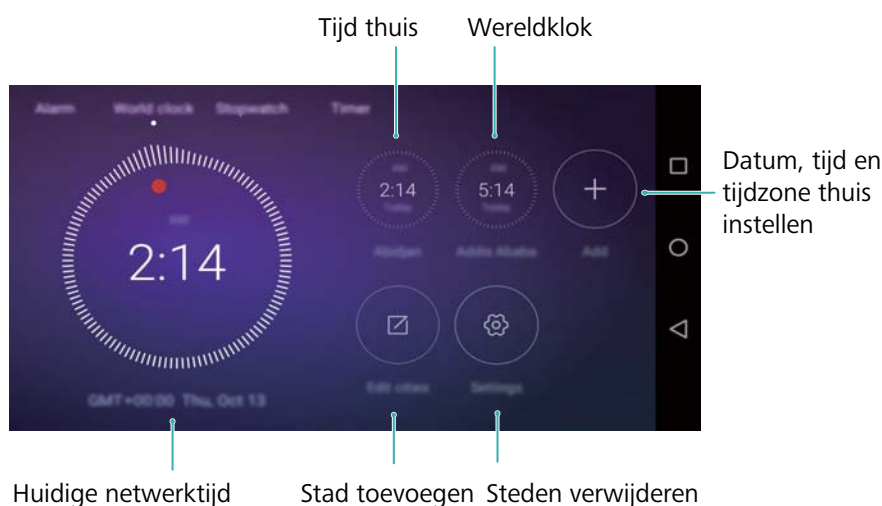 Tijd thuis Wereldklok
Alarm World clock Stopwatch Timer
Datum, tijd en
tijdzone thuis
instellen
2:14
2:14
Today
Abidjan
5:14
Today
Addis Ababa
Add
Edit cities
Settings
GMT+00:00 Thu, Oct 13
Huidige netwerktijd
Stad toevoegen
Steden verwijderen